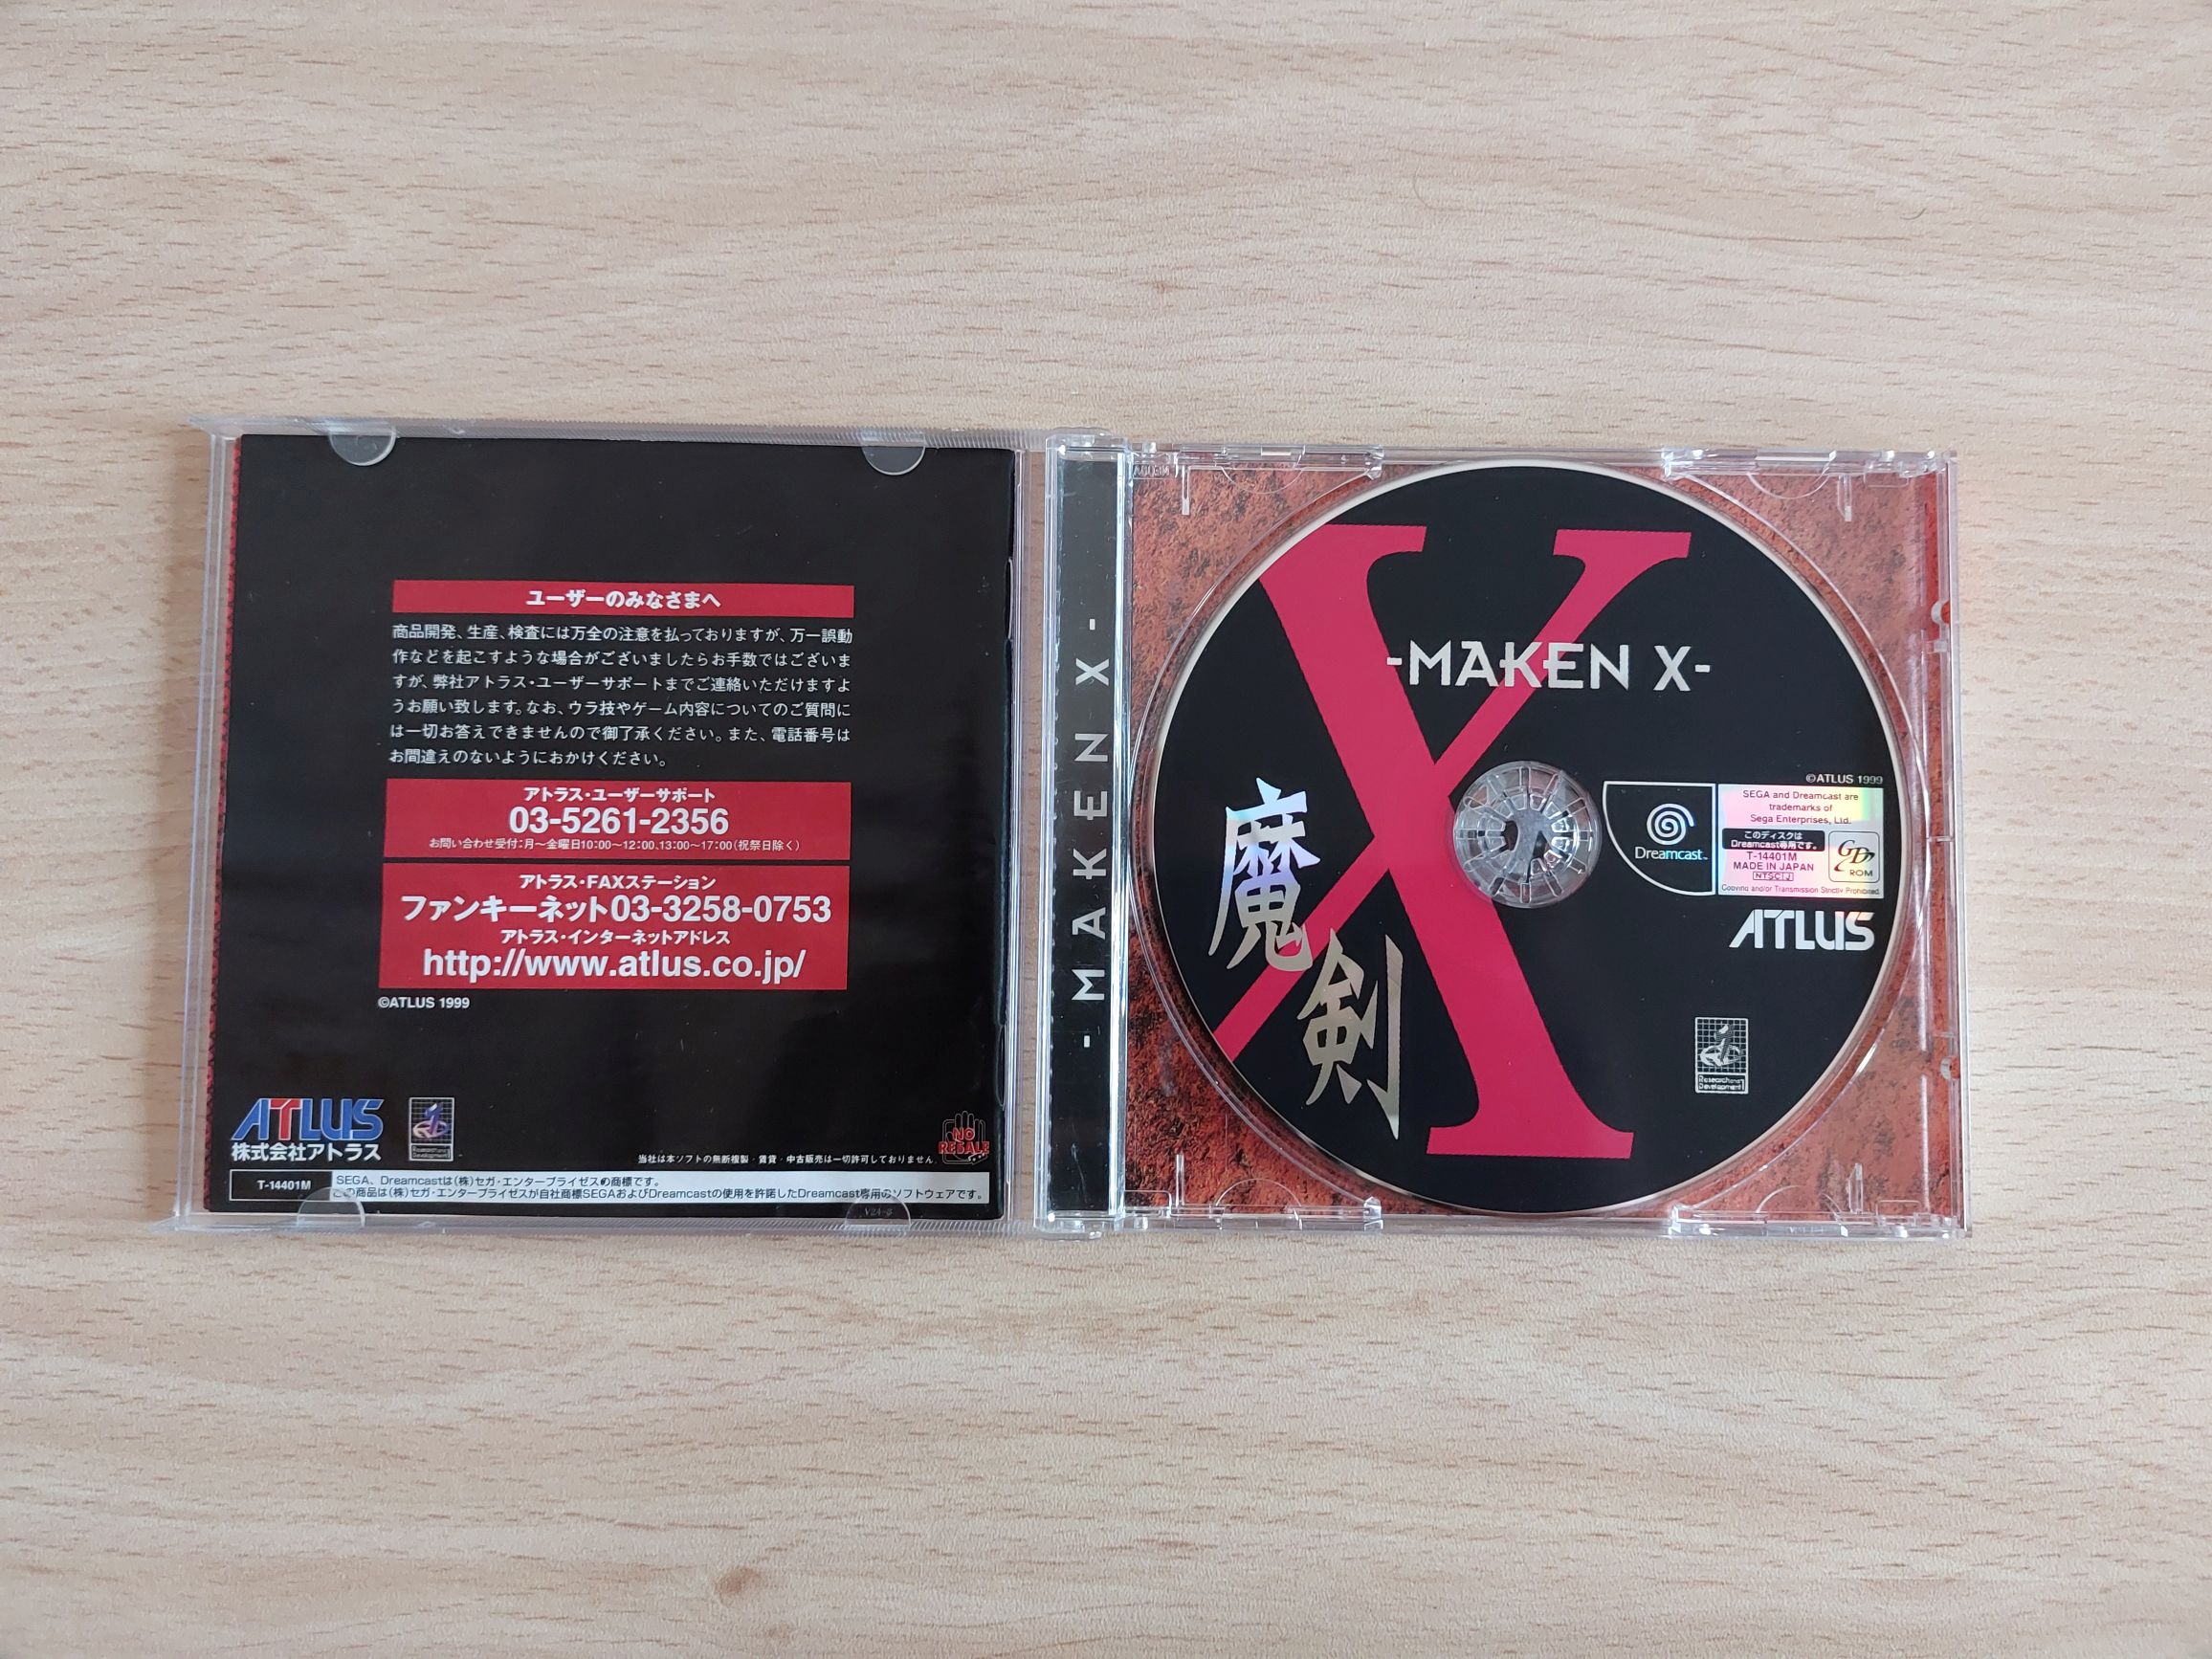 ユーザーのみなさまへ
商品開発、生産、検査には万全の注意を払っておりますが、万一誤動
作などを起こすような場合がございましたらお手数ではございま
すが、弊社アトラス・ユーザーサポートまでご連絡いただけますよ
うお願い致します。なお、ウラ技やゲーム内容についてのご質問に
は一切お答えできませんので御了承ください。また、電話番号は
お間違えのないようにおかけください。
アトラス・ユーザーサポート
03-5261-2356
お問い合わせ受付:月〜金曜日10:00〜12:00、13:00〜17:00(祝祭日除く)
アトラス・FAXステーション
ファンキーネット03-3258-0753
アトラス・インターネットアドレス
http://www.atlus.co.jp/
©ATLUS 1999
ATLUS
株式会社アトラス
Research and
Development
当社は本ソフトの無断複製・賃貸・中古販売は一切許可しておりません。
NO
RESALE
T-14401M
SEGA、Dreamcastは(株)セガ・エンタープライゼスの商標です。
この商品は(株)セガ・エンタープライゼスが自社商標SEGAおよびDreamcastの使用を許諾したDreamcast専用のソフトウェアです。
-MAKEN X-
-MAKEN X-
魔剣
©ATLUS 1999
Dreamcast™
SEGA and Dreamcast are
trademarks of
Sega Enterprises, Ltd.
このディスクは
Dreamcast専用です。
T-14401M
MADE IN JAPAN
NTSC J
GD
ROM
Copying and/or Transmission Strictly Prohibited.
ATLUS
Research and
Development